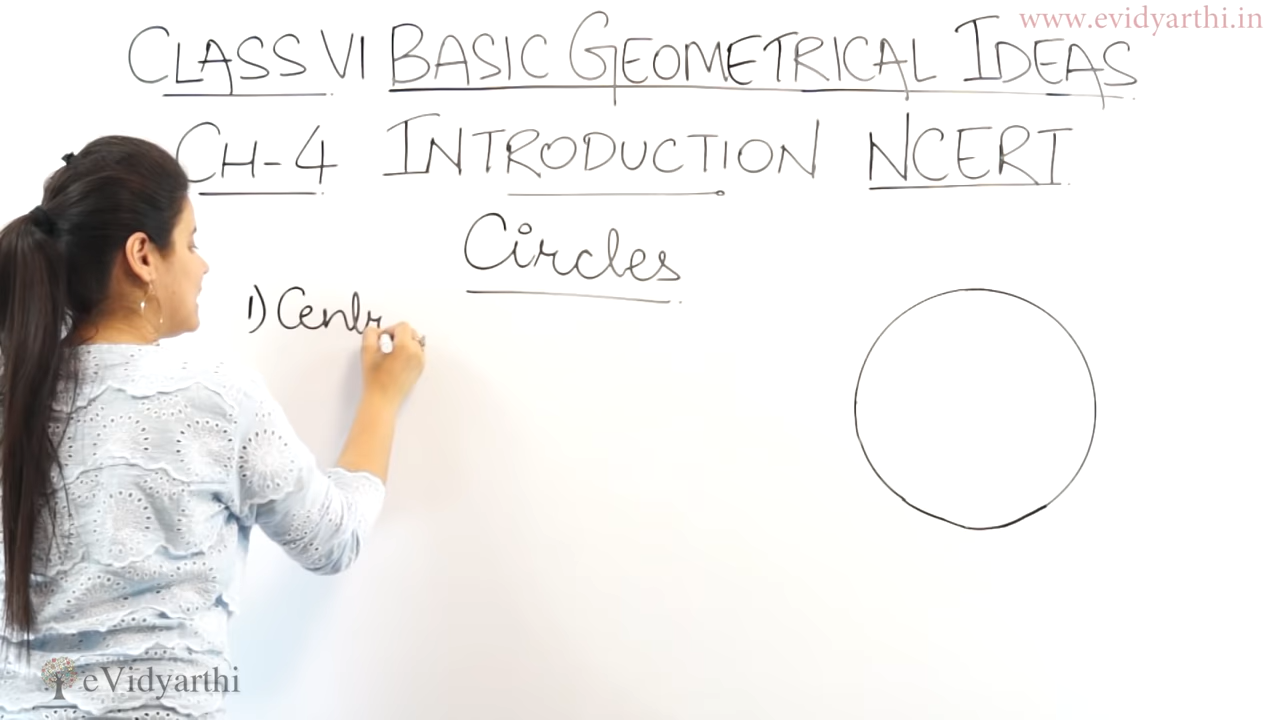 www.evidyarthi.in
CLASS VI BASIC GEOMETRICAL IDEAS
CH-4 INTRODUCTION NCERT
Circles
1) Centr
eVidyarthi